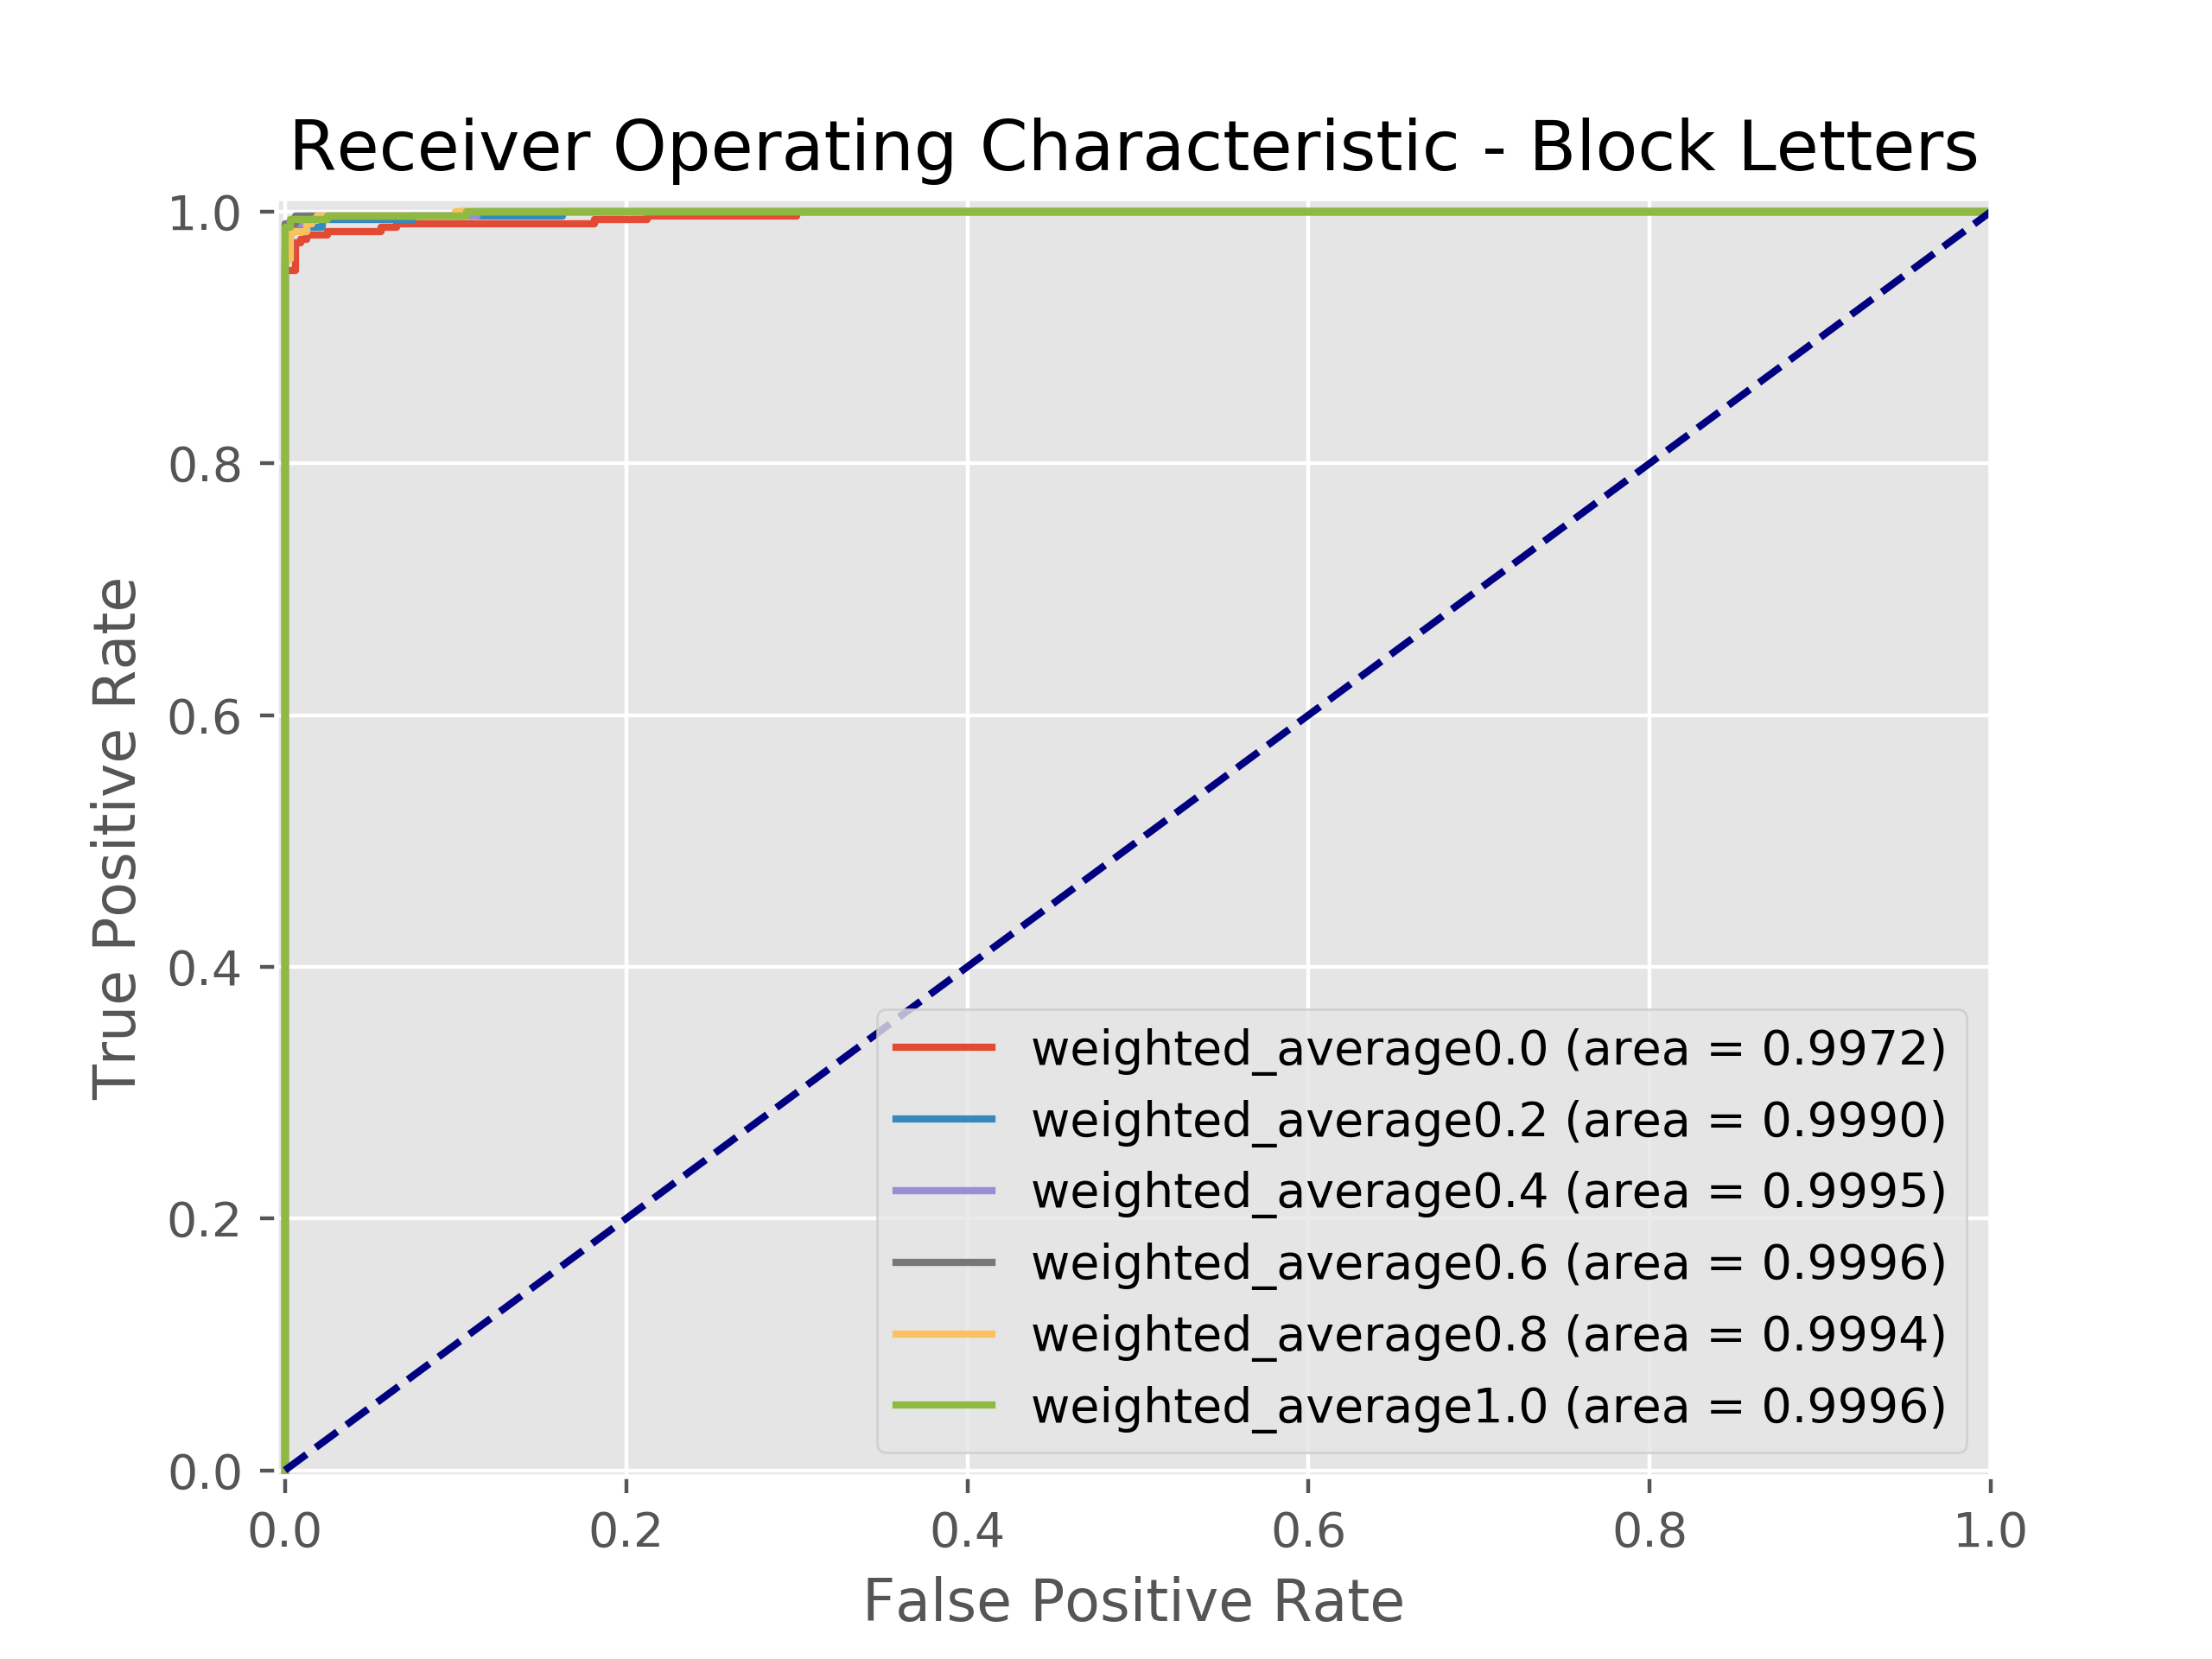 Receiver Operating Characteristic - Block Letters
1.0
0.8
0.6
0.4
0.2
0.0
True Positive Rate
weighted_average0.0 (area = 0.9972)
weighted_average0.2 (area = 0.9990)
weighted_average0.4 (area = 0.9995)
weighted_average0.6 (area = 0.9996)
weighted_average0.8 (area = 0.9994)
weighted_average1.0 (area = 0.9996)
0.0 0.2 0.4 0.6 0.8 1.0
False Positive Rate